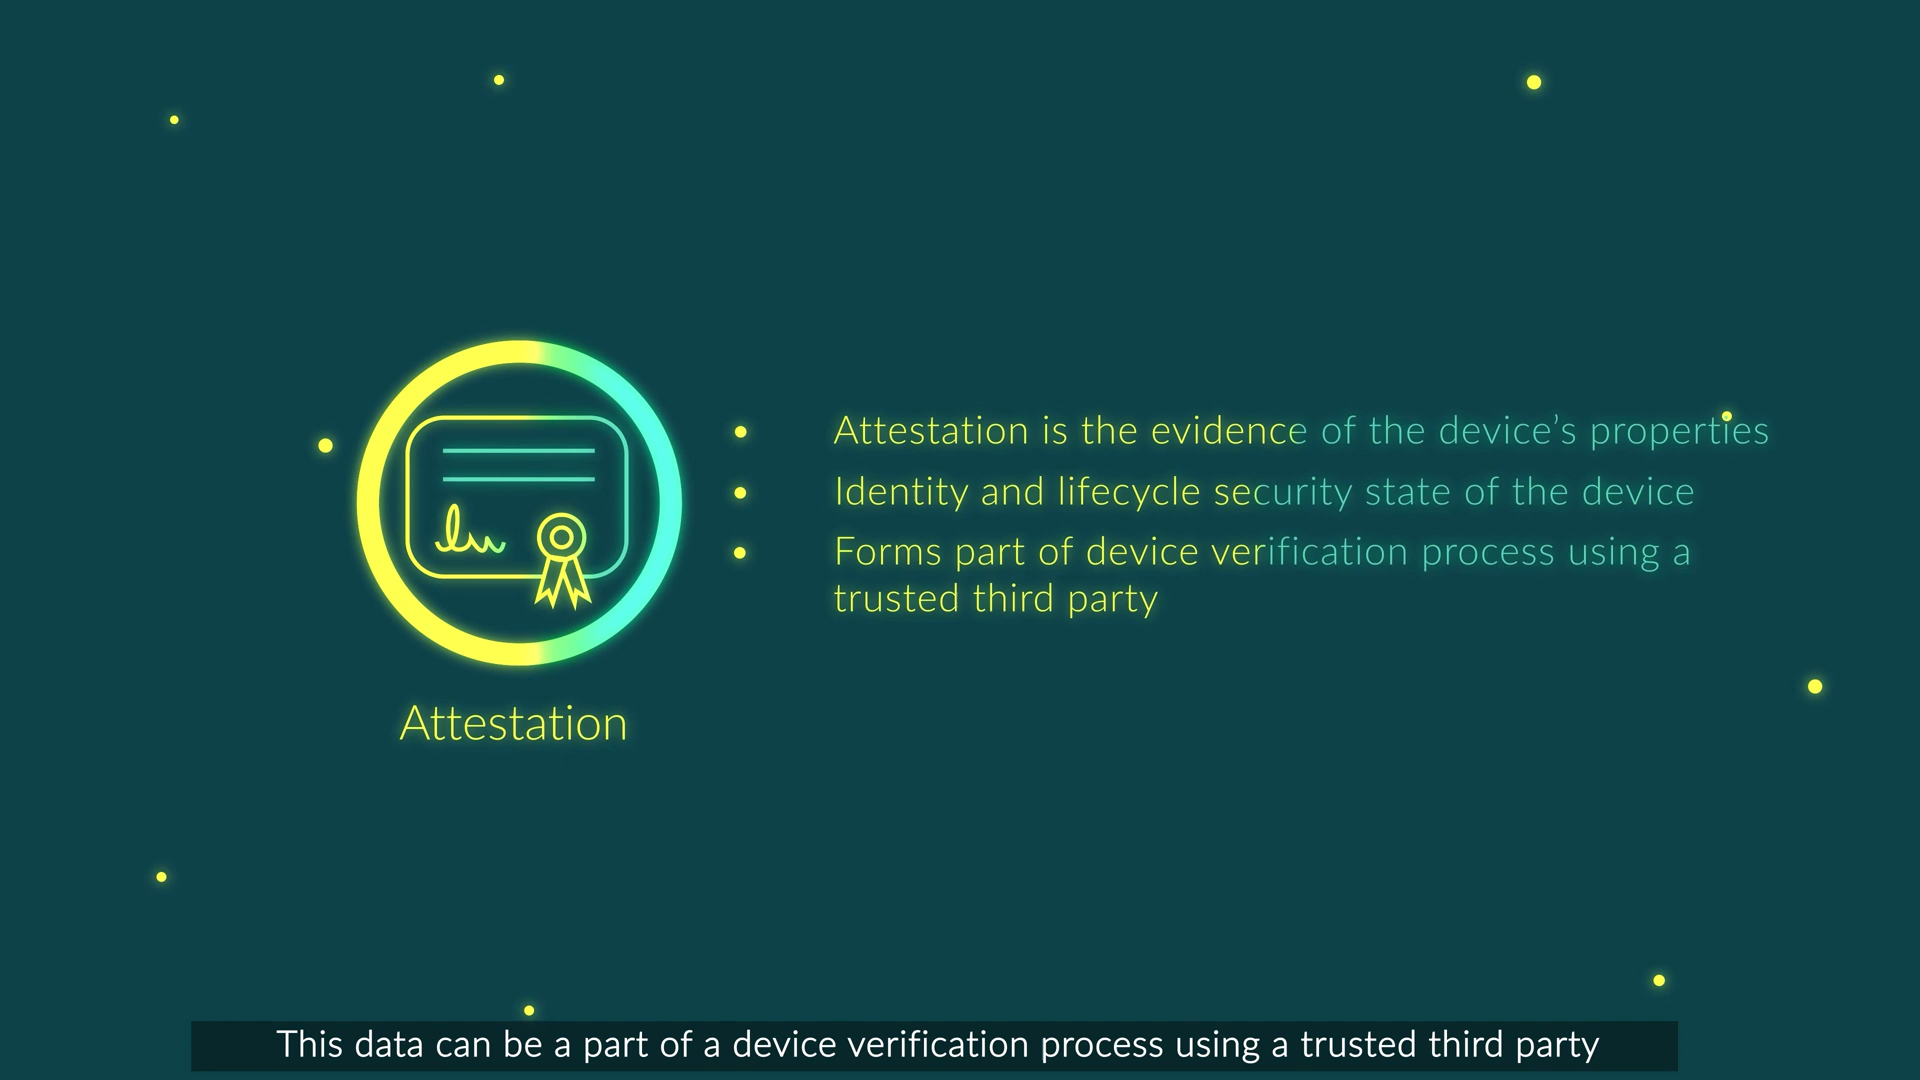 Attestation is the evidence of the device’s properties
Identity and lifecycle security state of the device
Forms part of device verification process using a
trusted third party
Attestation
This data can be a part of a device verification process using a trusted third party